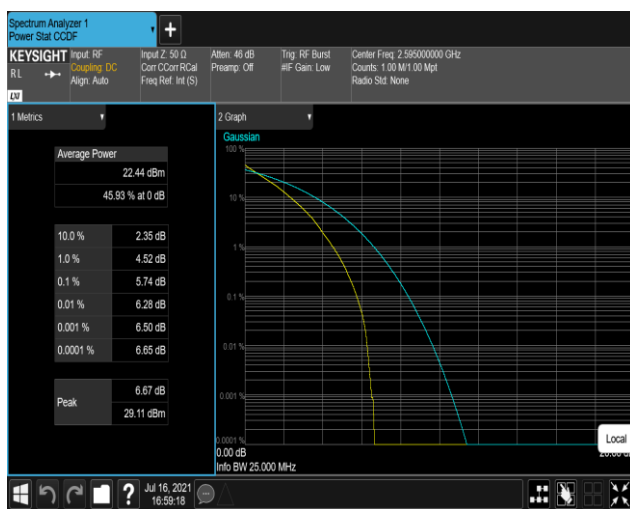 Spectrum Analyzer 1
Power Stat CCDF
+
KEYSIGHT
RL
LXI
Input: RF
Coupling: DC
Align: Auto
Input Z: 50 Ω
Corr CCorr RCal
Freq Ref: Int (S)
Atten: 46 dB
Preamp: Off
Trig: RF Burst
#IF Gain: Low
Center Freq: 2.595000000 GHz
Counts: 1.00 M/1.00 Mpt
Radio Std: None
1 Metrics
Average Power
22.44 dBm
45.93 % at 0 dB
10.0 % 2.35 dB
1.0 % 4.52 dB
0.1 % 5.74 dB
0.01 % 6.28 dB
0.001 % 6.50 dB
0.0001 % 6.65 dB
Peak
6.67 dB
29.11 dBm
2 Graph
Gaussian
100 %
10 %
1 %
0.1 %
0.01 %
0.001 %
0.0001 %
0.00 dB
Info BW 25.000 MHz
Local
?
Jul 16, 2021
16:59:18